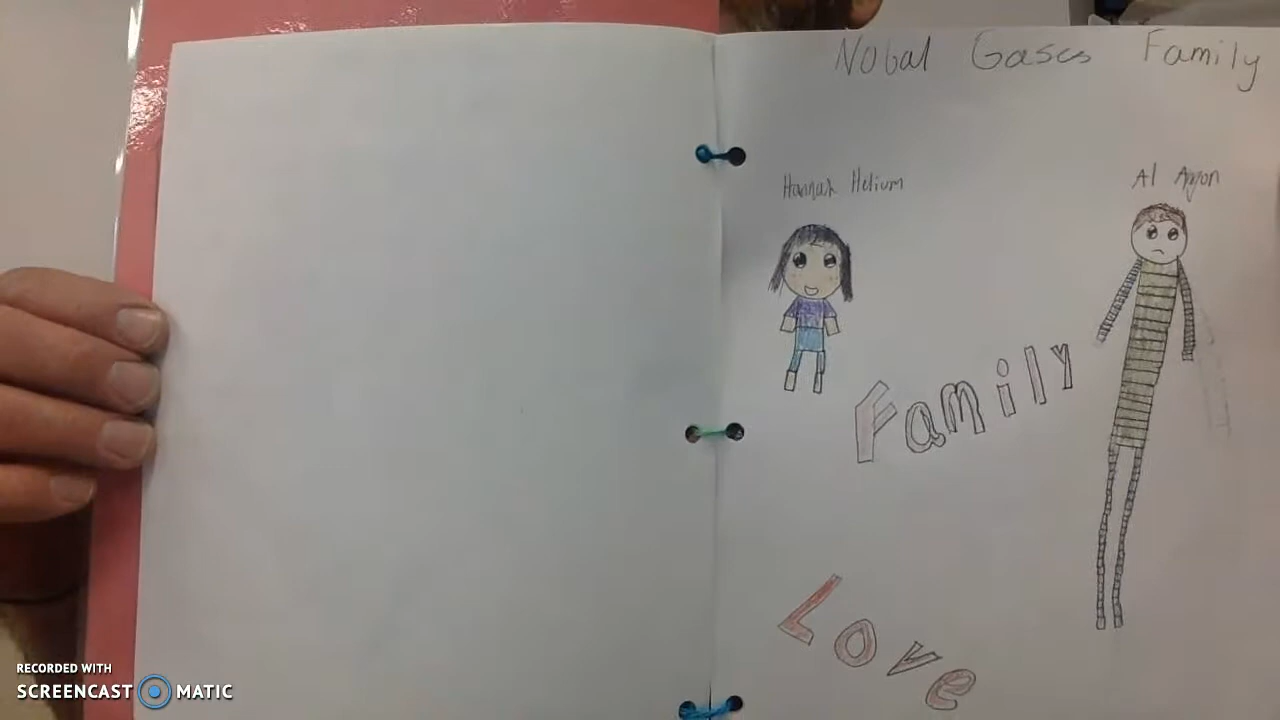 Nobal Gases Family
Hannah Helium
Al Argon
Family
Love
RECORDED WITH
SCREENCAST MATIC